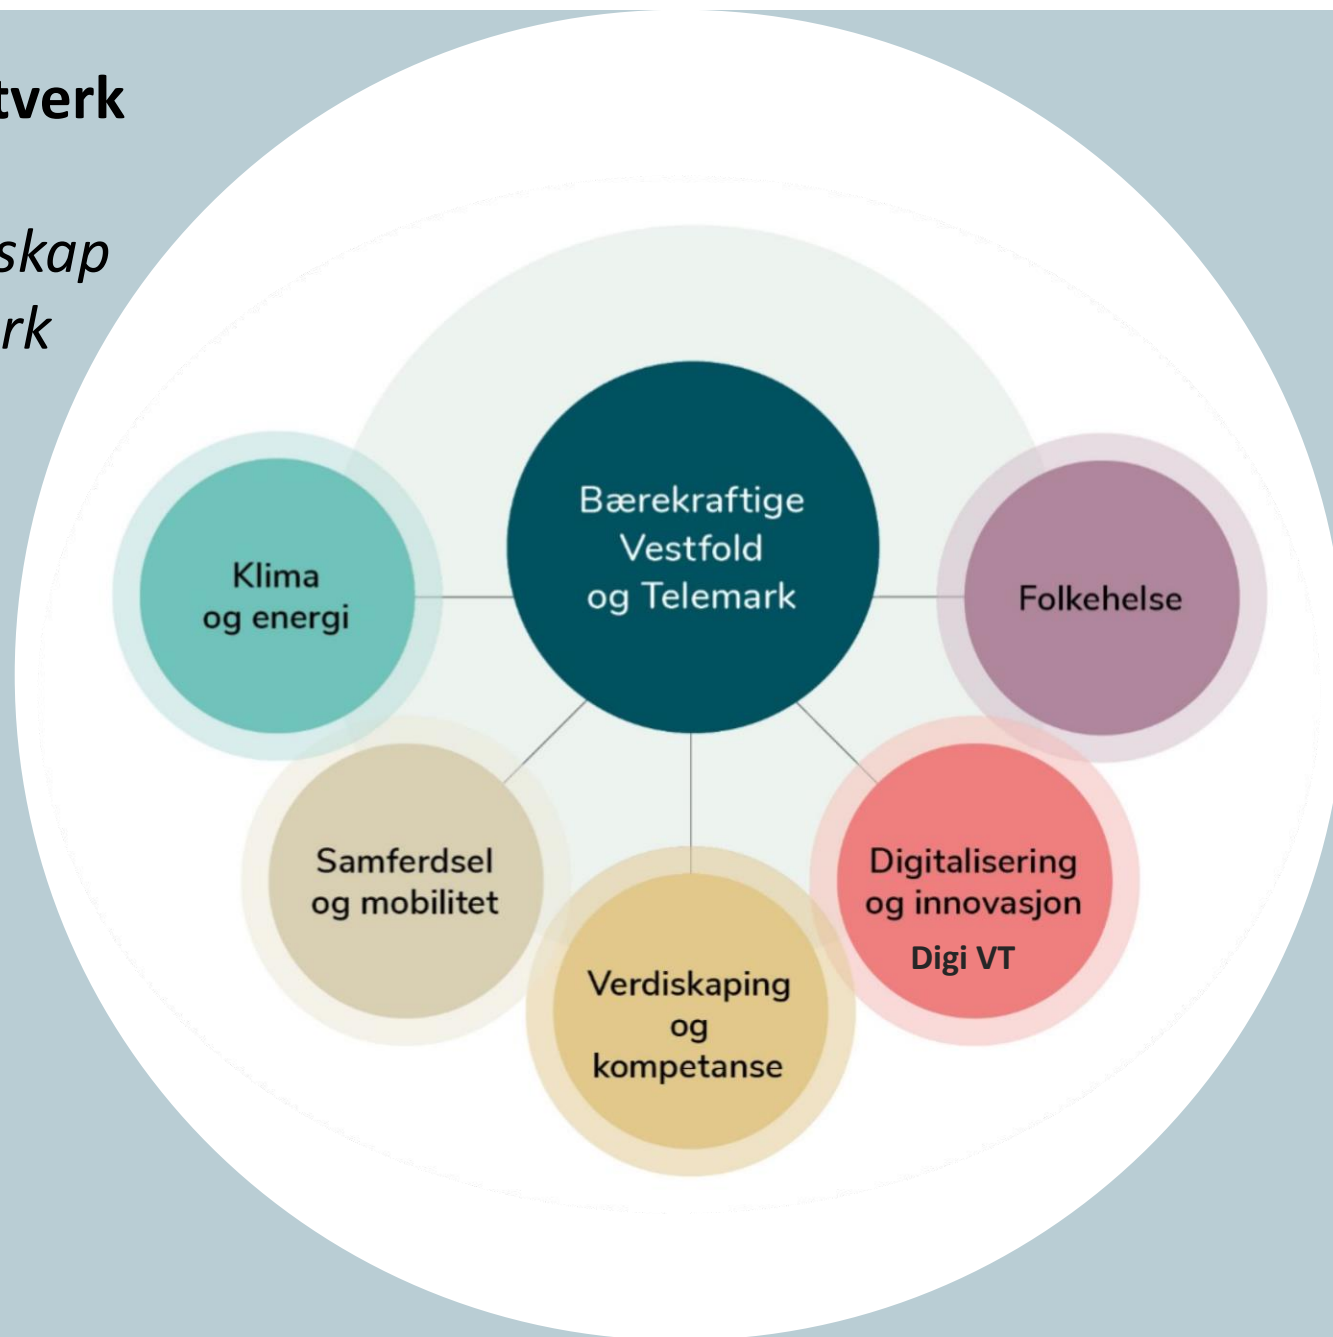 tverk
skap
rk
Bærekraftige
Vestfold
og Telemark
Klima
og energi
Folkehelse
Samferdsel
og mobilitet
Digitalisering
og innovasjon
Digi VT
Verdiskaping
og
kompetanse